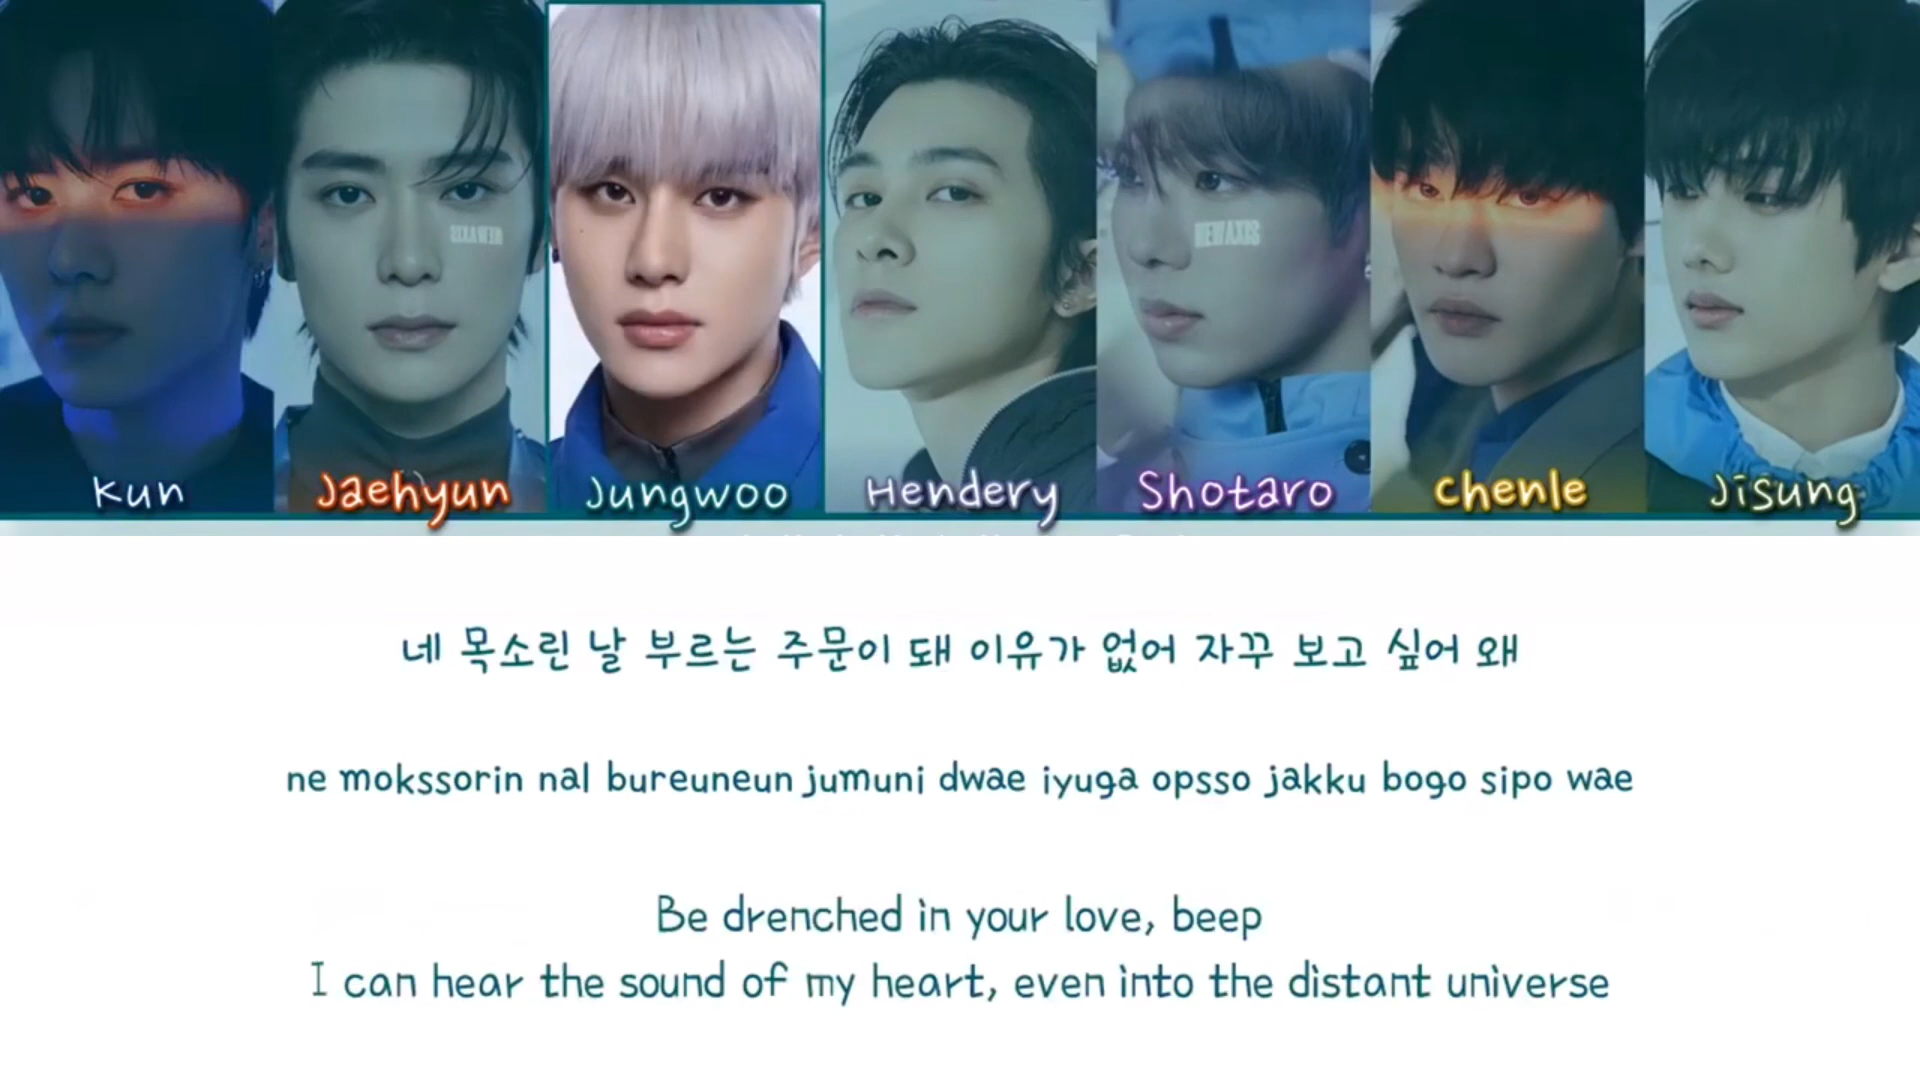 NEWAXIS
NEWAXIS
Kun
Jaehyun
Jungwoo
Hendery
Shotaro
Chenle
Jisung
네 목소린 날 부르는 주문이 돼 이유가 없어 자꾸 보고 싶어 왜
ne mokssorin nal bureuneun jumuni dwae iyuga opsso jakku bogo sipo wae
Be drenched in your love, beep
I can hear the sound of my heart, even into the distant universe